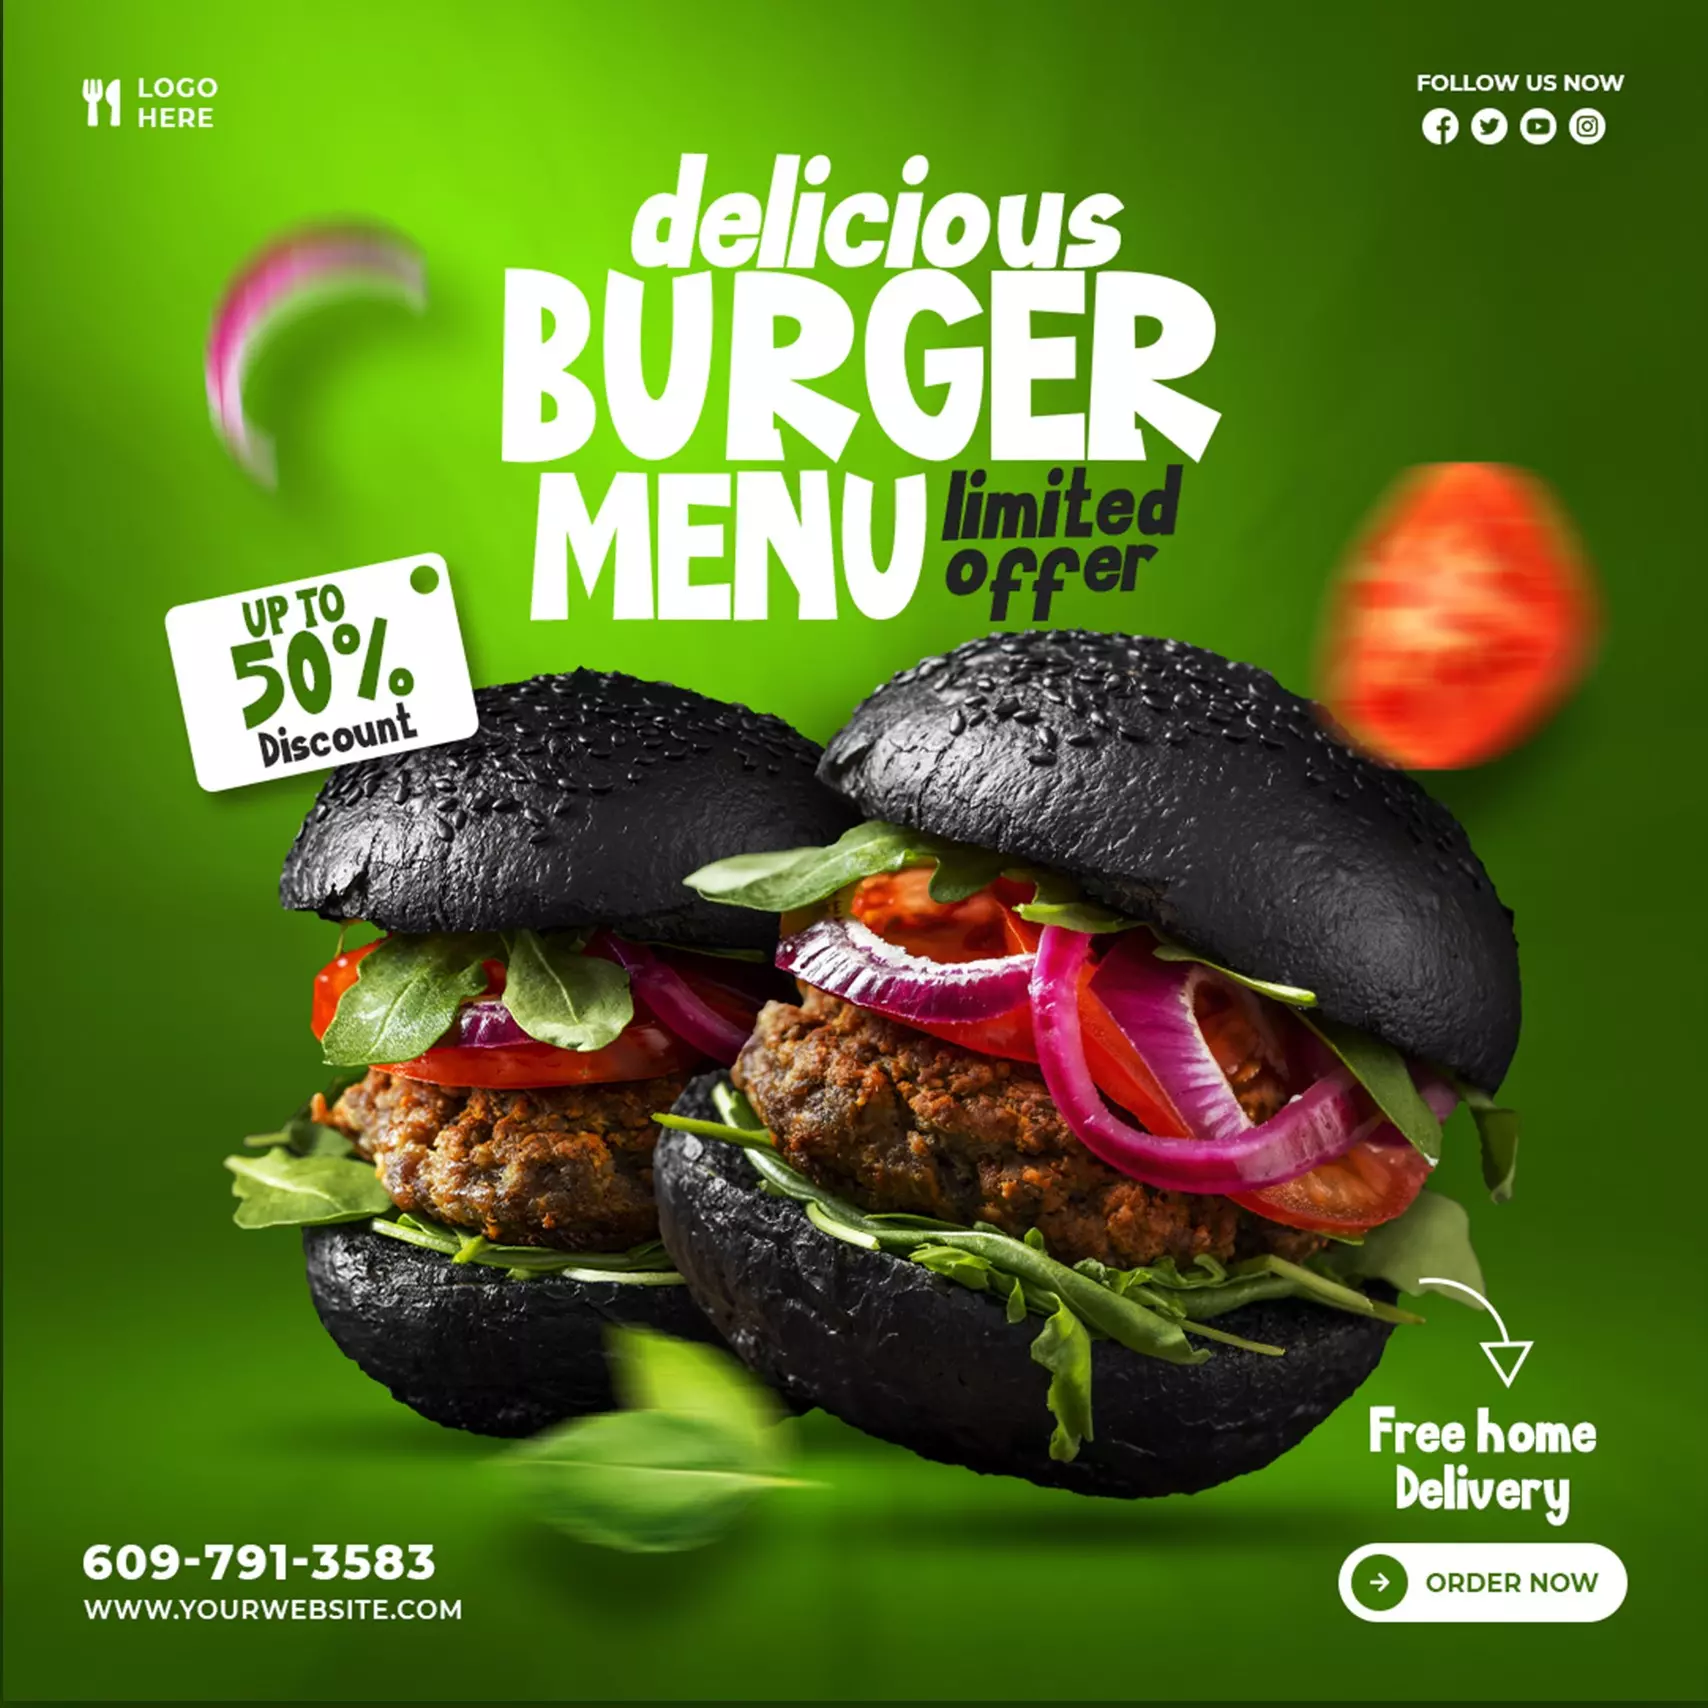 LOGO
HERE
FOLLOW US NOW
delicious
BURGER
MENU
limited
offer
UP TO
50%
Discount
Free home
Delivery
ORDER NOW
609-791-3583
WWW.YOURWEBSITE.COM